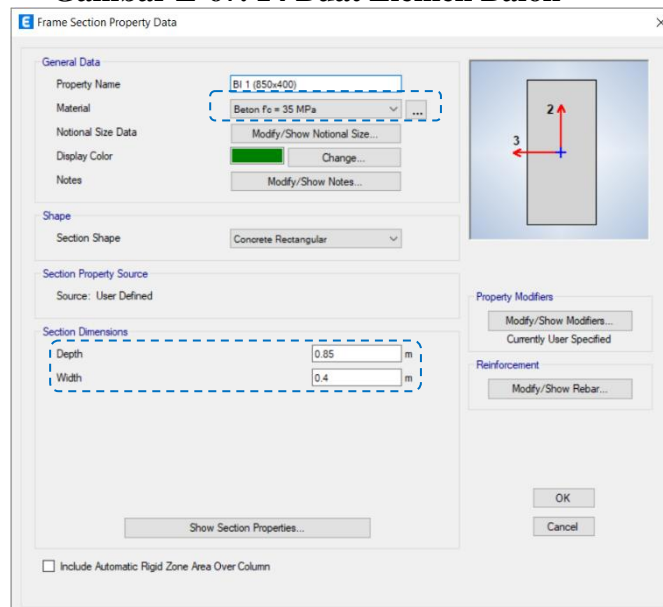 Frame Section Property Data
General Data
Property Name BI 1 (850x400)
Material Beton f'c = 35 MPa ...
Notional Size Data Modify/Show Notional Size...
Display Color Change...
Notes Modify/Show Notes...
2
3
Shape
Section Shape Concrete Rectangular
Section Property Source
Source: User Defined
Property Modifiers
Modify/Show Modifiers...
Currently User Specified
Section Dimensions
Depth 0.85 m
Width 0.4 m
Reinforcement
Modify/Show Rebar...
OK
Show Section Properties...
Cancel
Include Automatic Rigid Zone Area Over Column